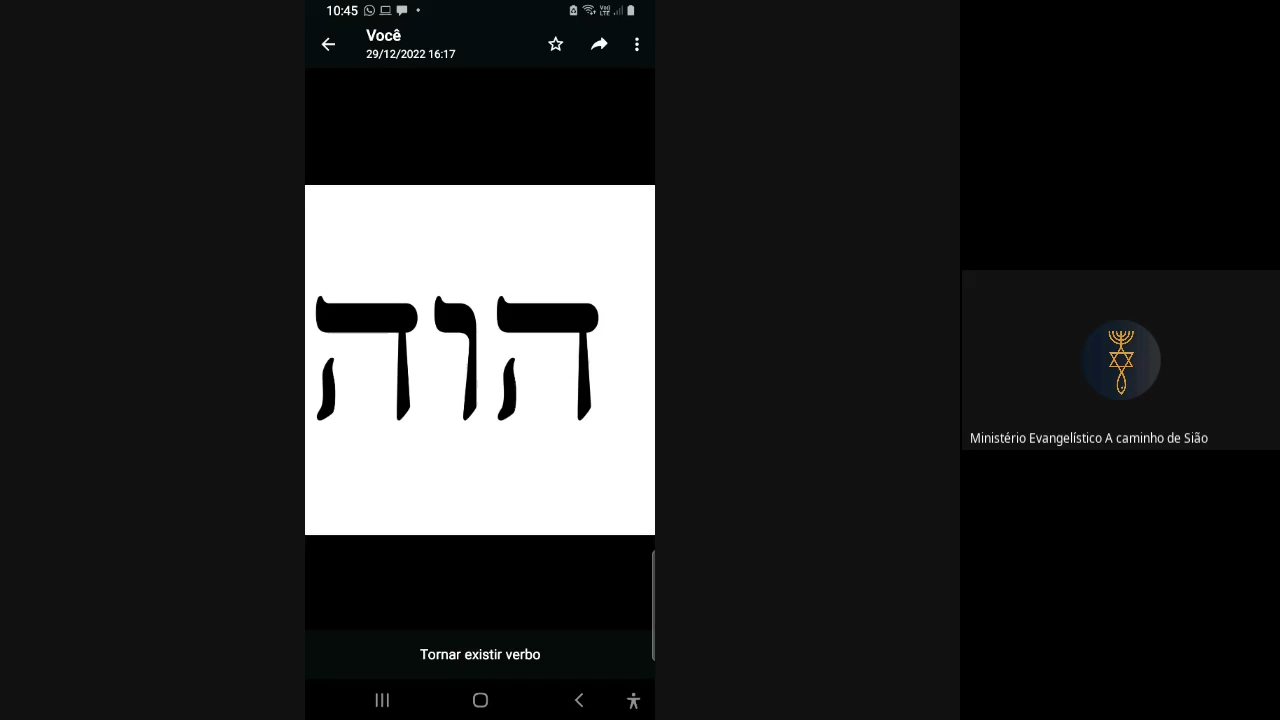 10:45
Você
29/12/2022 16:17
הוה
Tornar existir verbo
Ministério Evangelístico A caminho de Sião